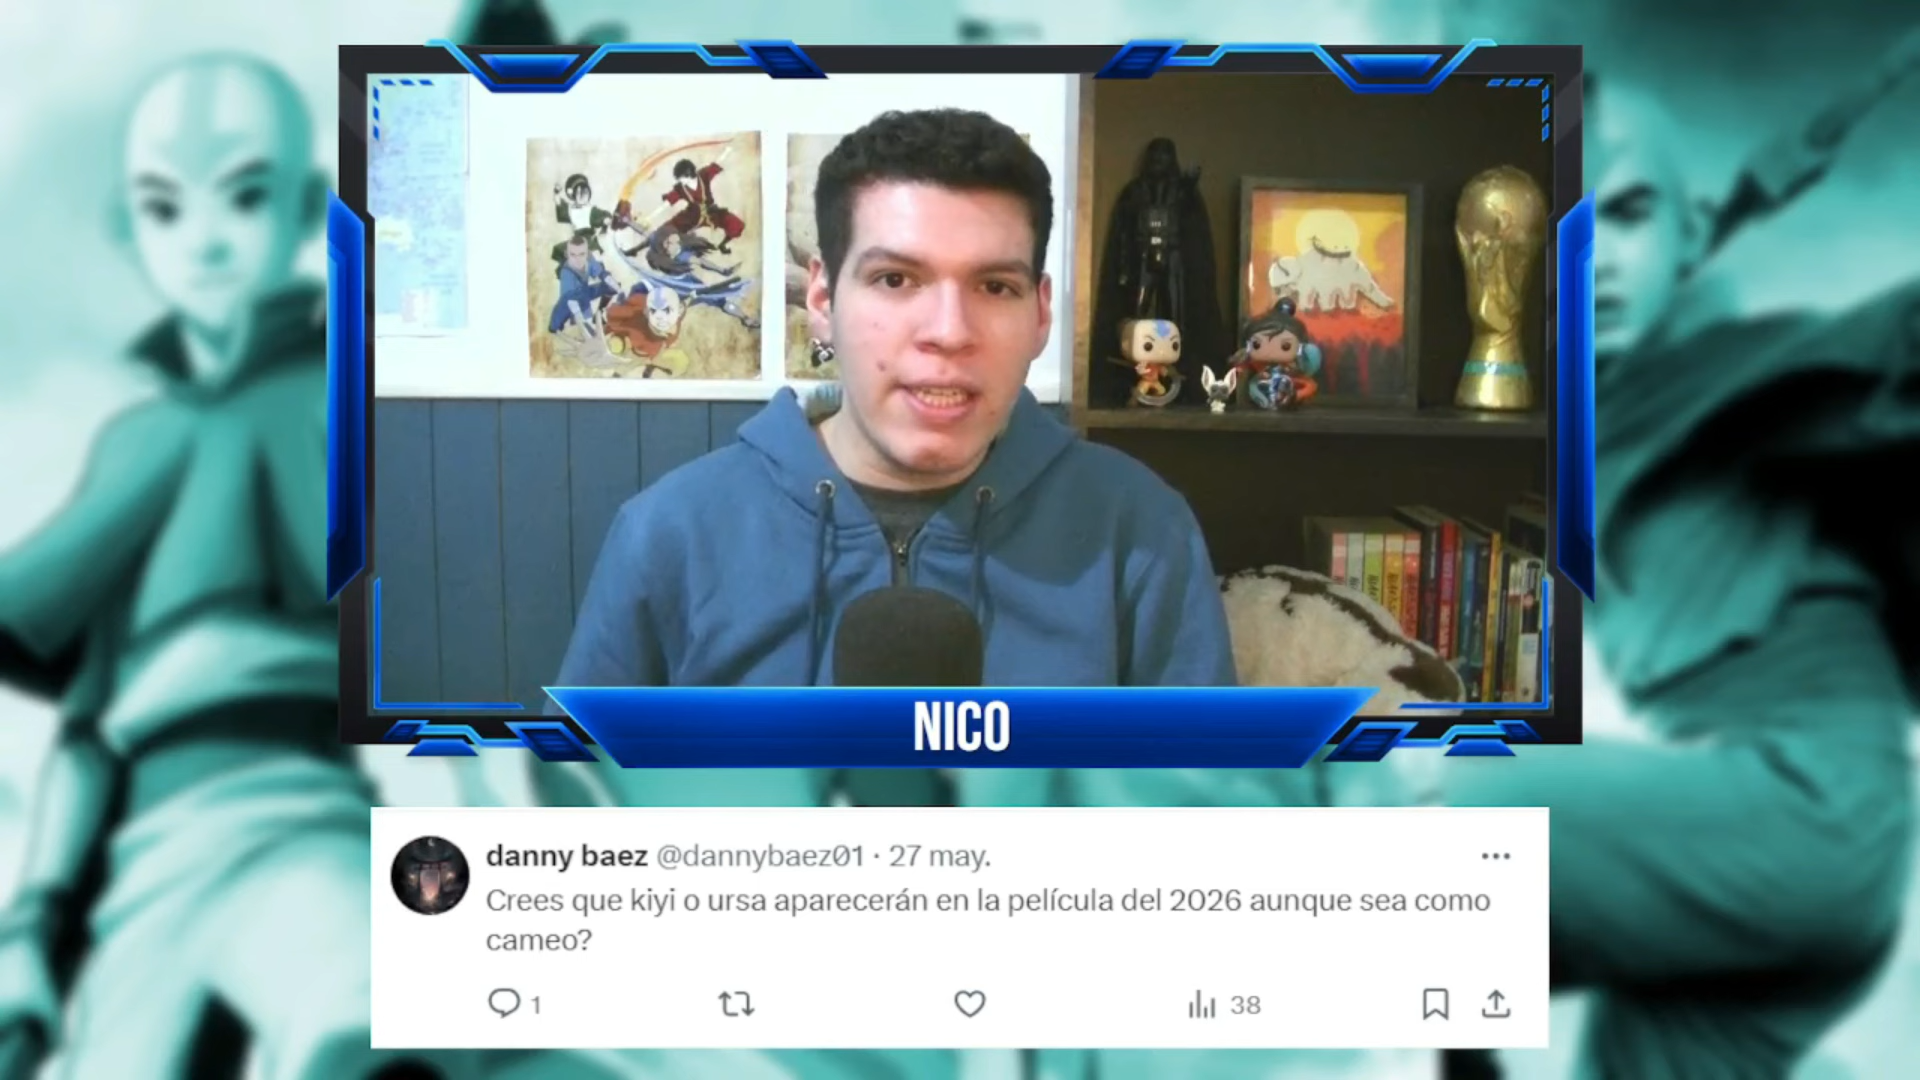 NICO
danny baez @dannybaez01 · 27 may.
Crees que kiyi o ursa aparecerán en la película del 2026 aunque sea como
cameo?
1
38